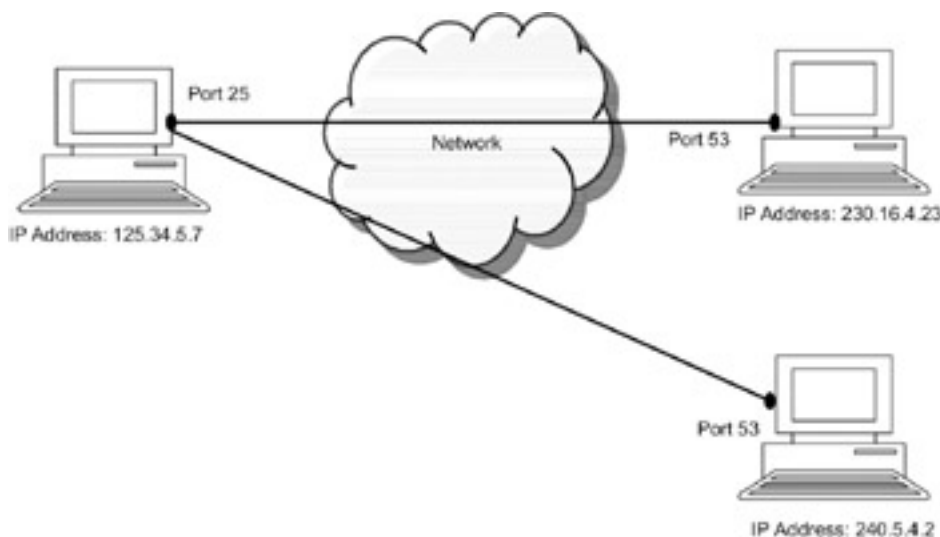 Port 25
Network
Port 53
IP Address: 125.34.5.7
IP Address: 230.16.4.23
Port 53
IP Address: 240.5.4.2